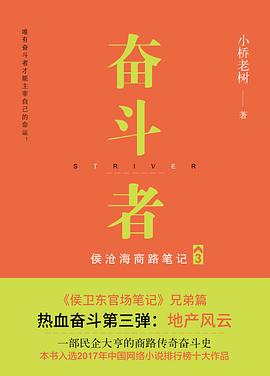 唯有奋斗者才能主宰自己的命运！
小桥老树
著
奋斗者
STRIVER
侯沧海商路笔记 3
《侯卫东官场笔记》兄弟篇
热血奋斗第三弹：地产风云
一部民企大亨的商路传奇奋斗史
本书入选2017年中国网络小说排行榜十大作品